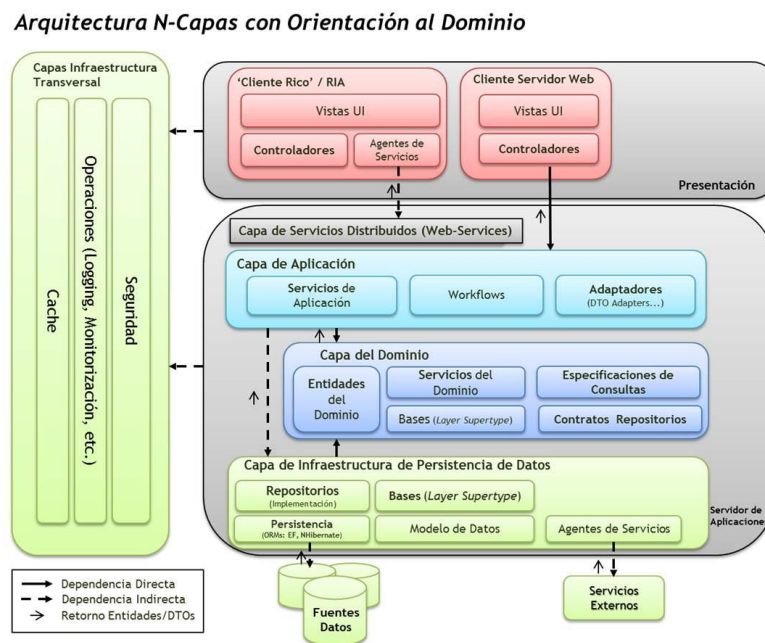 Arquitectura N-Capas con Orientación al Dominio
Capas Infraestructura
Transversal
Cache
Operaciones (Logging, Monitorización, etc.)
Seguridad
'Cliente Rico' / RIA
Vistas UI
Controladores
Agentes de
Servicios
Cliente Servidor Web
Vistas UI
Controladores
Presentación
Capa de Servicios Distribuidos (Web-Services)
Capa de Aplicación
Servicios de
Aplicación
Workflows
Adaptadores
(DTO Adapters...)
Capa del Dominio
Entidades
del
Dominio
Servicios del
Dominio
Especificaciones de
Consultas
Bases (Layer Supertype)
Contratos Repositorios
Capa de Infraestructura de Persistencia de Datos
Repositorios
(Implementación)
Bases (Layer Supertype)
Persistencia
(ORMs: EF, NHibernate)
Modelo de Datos
Agentes de Servicios
Servidor de
Aplicacione
Fuentes
Datos
Servicios
Externos
Dependencia Directa
Dependencia Indirecta
Retorno Entidades/DTOs